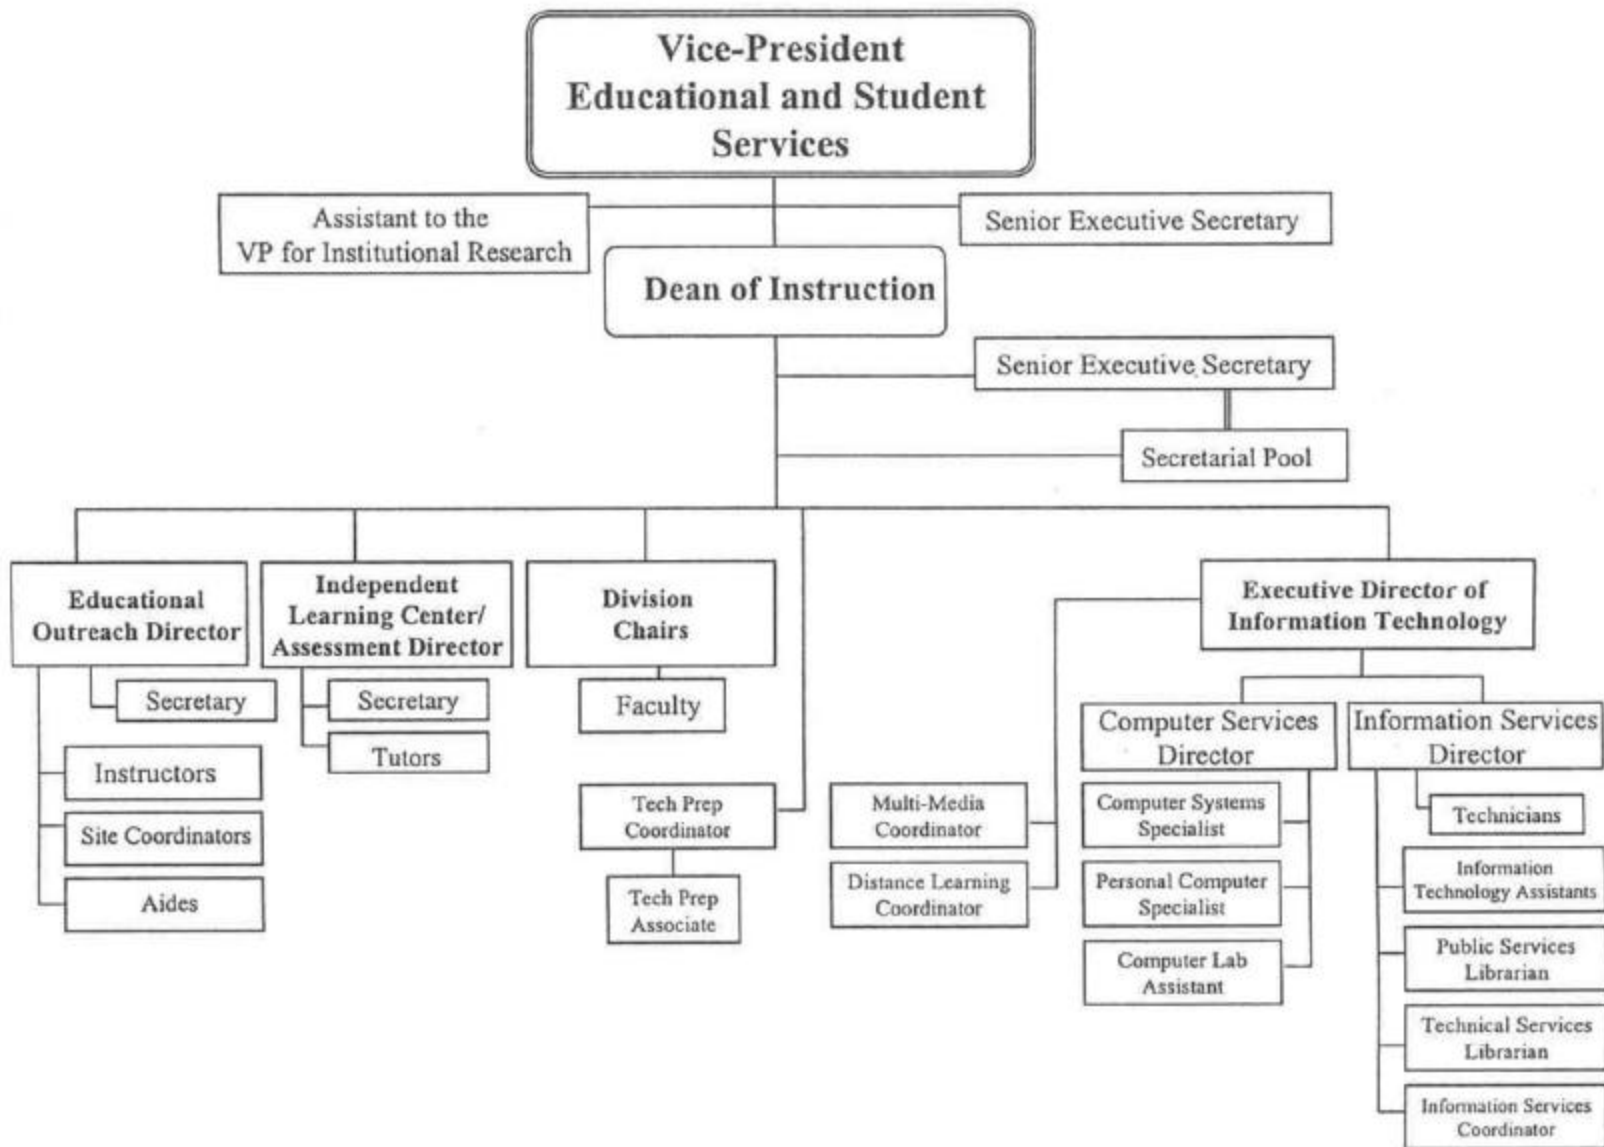 Vice-President
Educational and Student
Services
Assistant to the
VP for Institutional Research
Senior Executive Secretary
Dean of Instruction
Senior Executive Secretary
Secretarial Pool
Educational
Outreach Director
Independent
Learning Center/
Assessment Director
Division
Chairs
Executive Director of
Information Technology
Secretary
Instructors
Site Coordinators
Aides
Secretary
Tutors
Faculty
Tech Prep
Coordinator
Tech Prep
Associate
Multi-Media
Coordinator
Distance Learning
Coordinator
Computer Services
Director
Computer Systems
Specialist
Personal Computer
Specialist
Computer Lab
Assistant
Information Services
Director
Technicians
Information
Technology Assistants
Public Services
Librarian
Technical Services
Librarian
Information Services
Coordinator